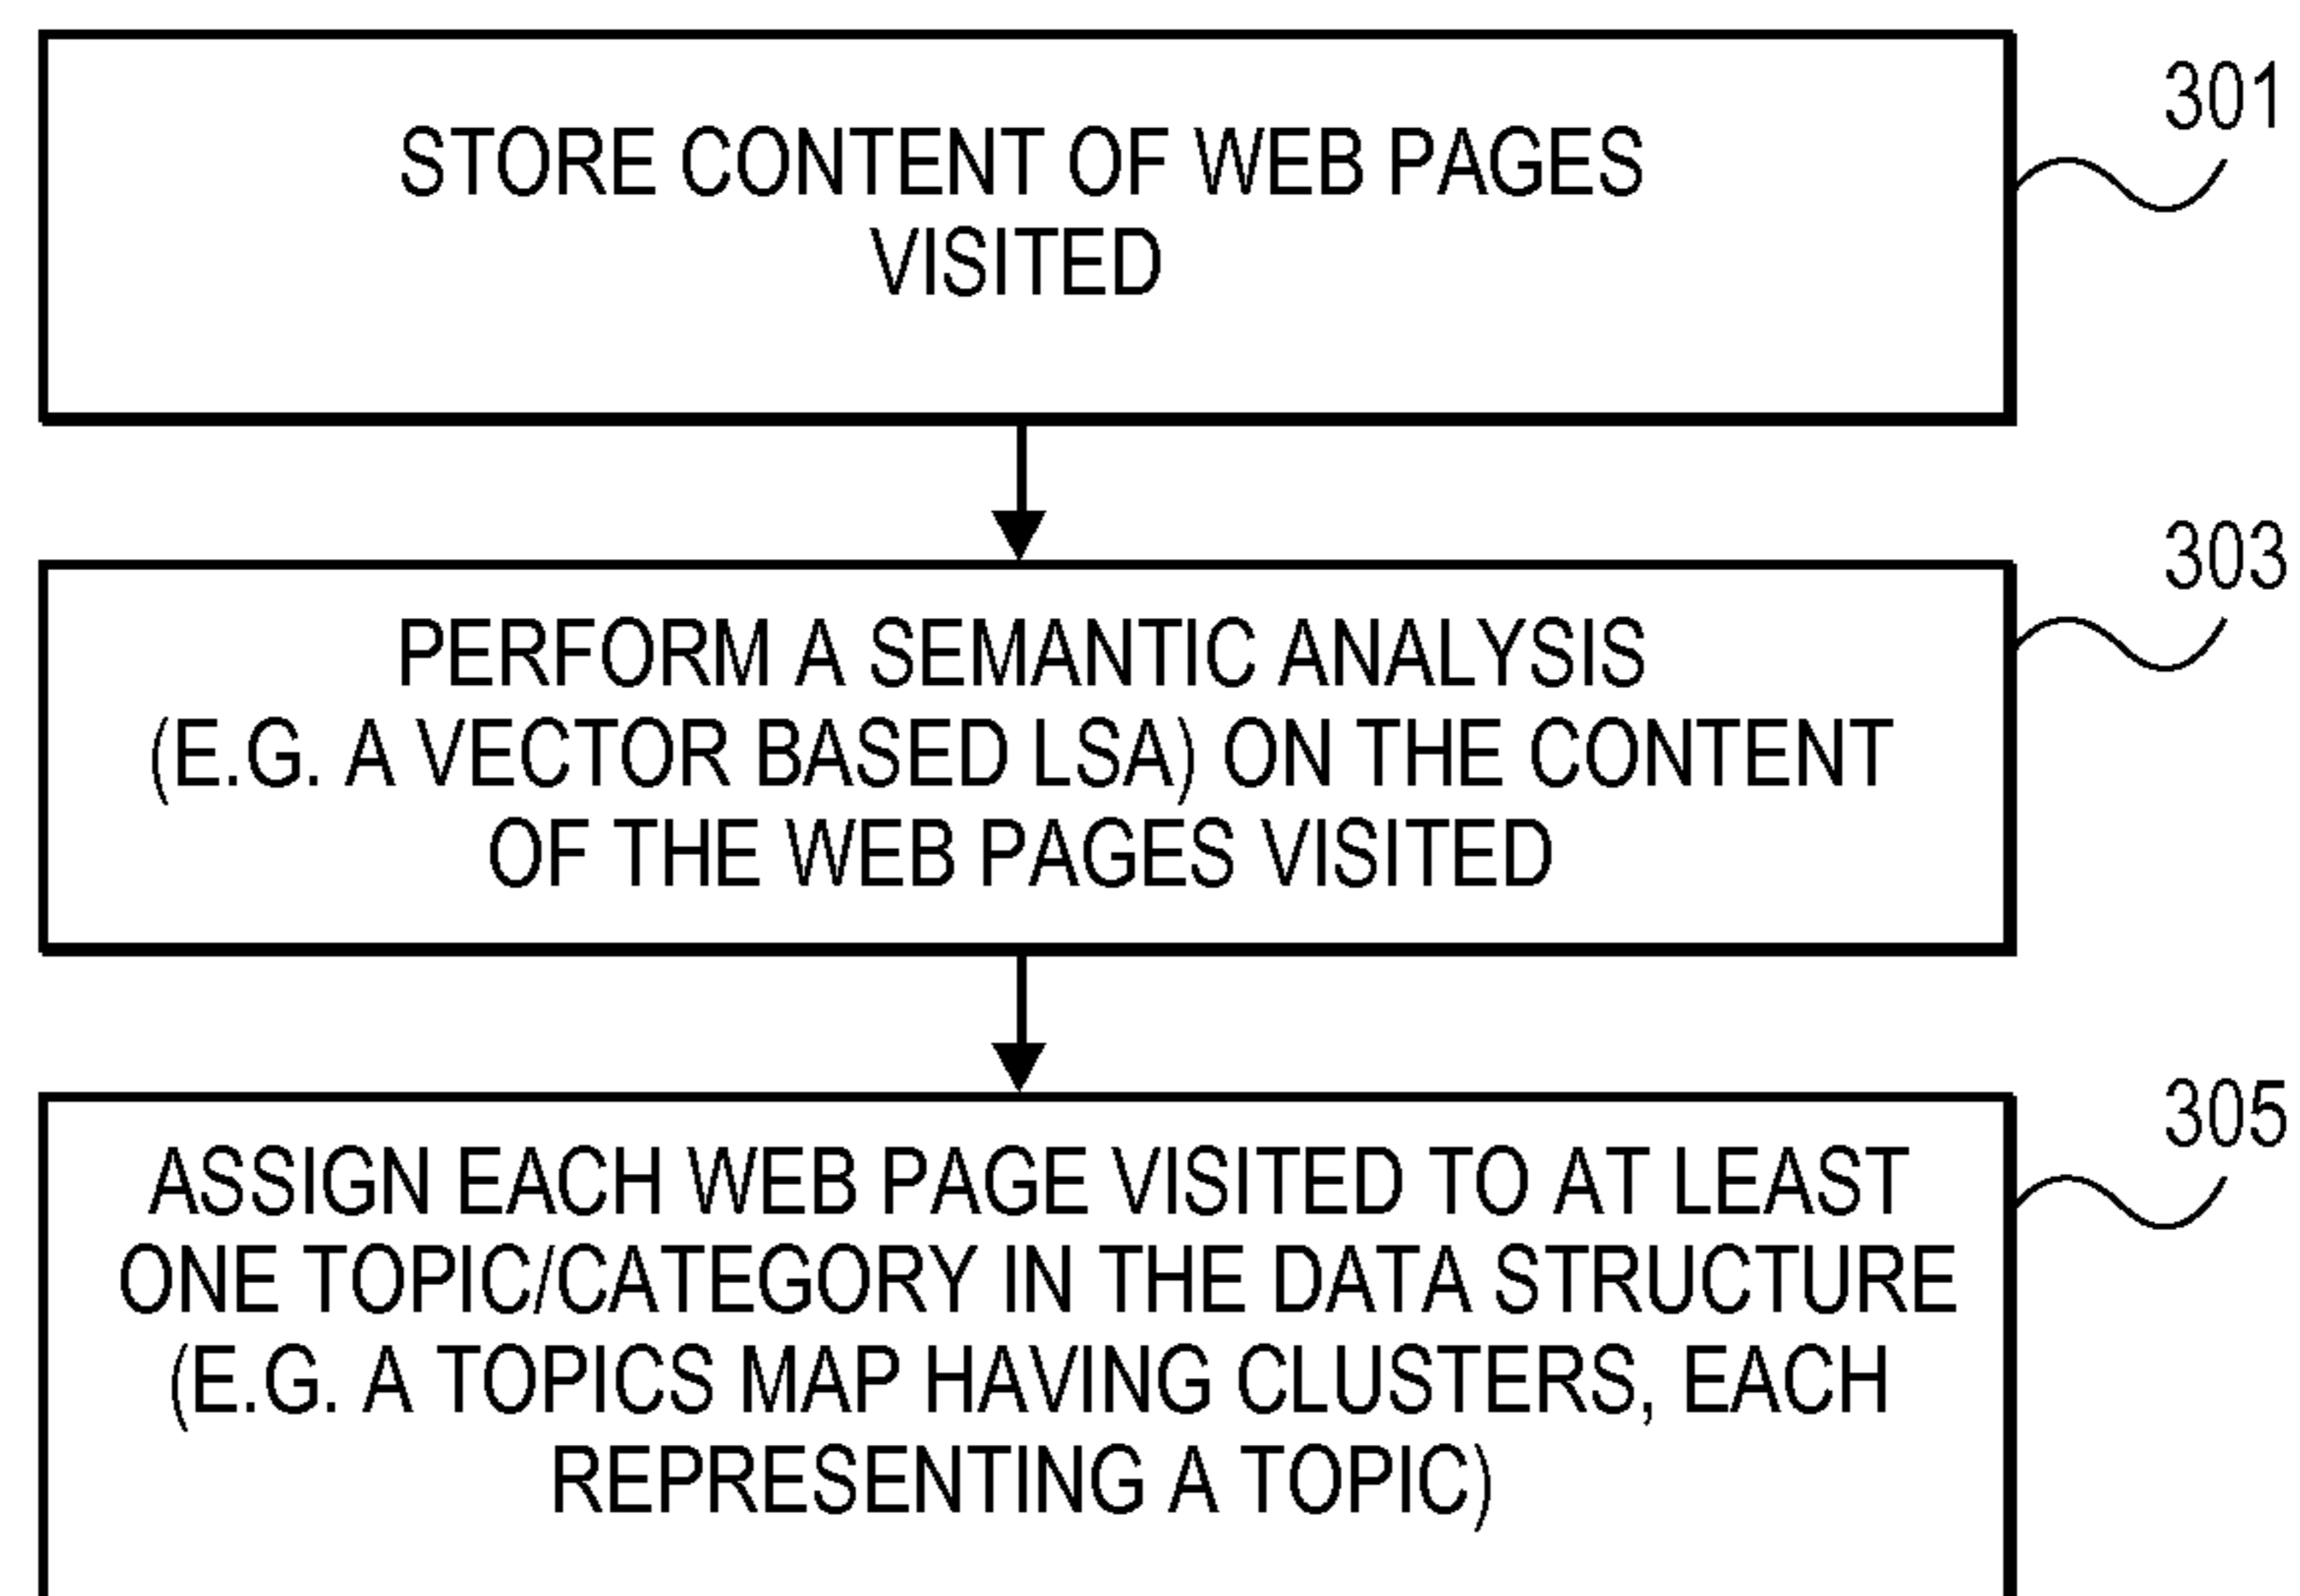 STORE CONTENT OF WEB PAGES
VISITED
301
PERFORM A SEMANTIC ANALYSIS
(E.G. A VECTOR BASED LSA) ON THE CONTENT
OF THE WEB PAGES VISITED
303
ASSIGN EACH WEB PAGE VISITED TO AT LEAST
ONE TOPIC/CATEGORY IN THE DATA STRUCTURE
(E.G. A TOPICS MAP HAVING CLUSTERS, EACH
REPRESENTING A TOPIC)
305